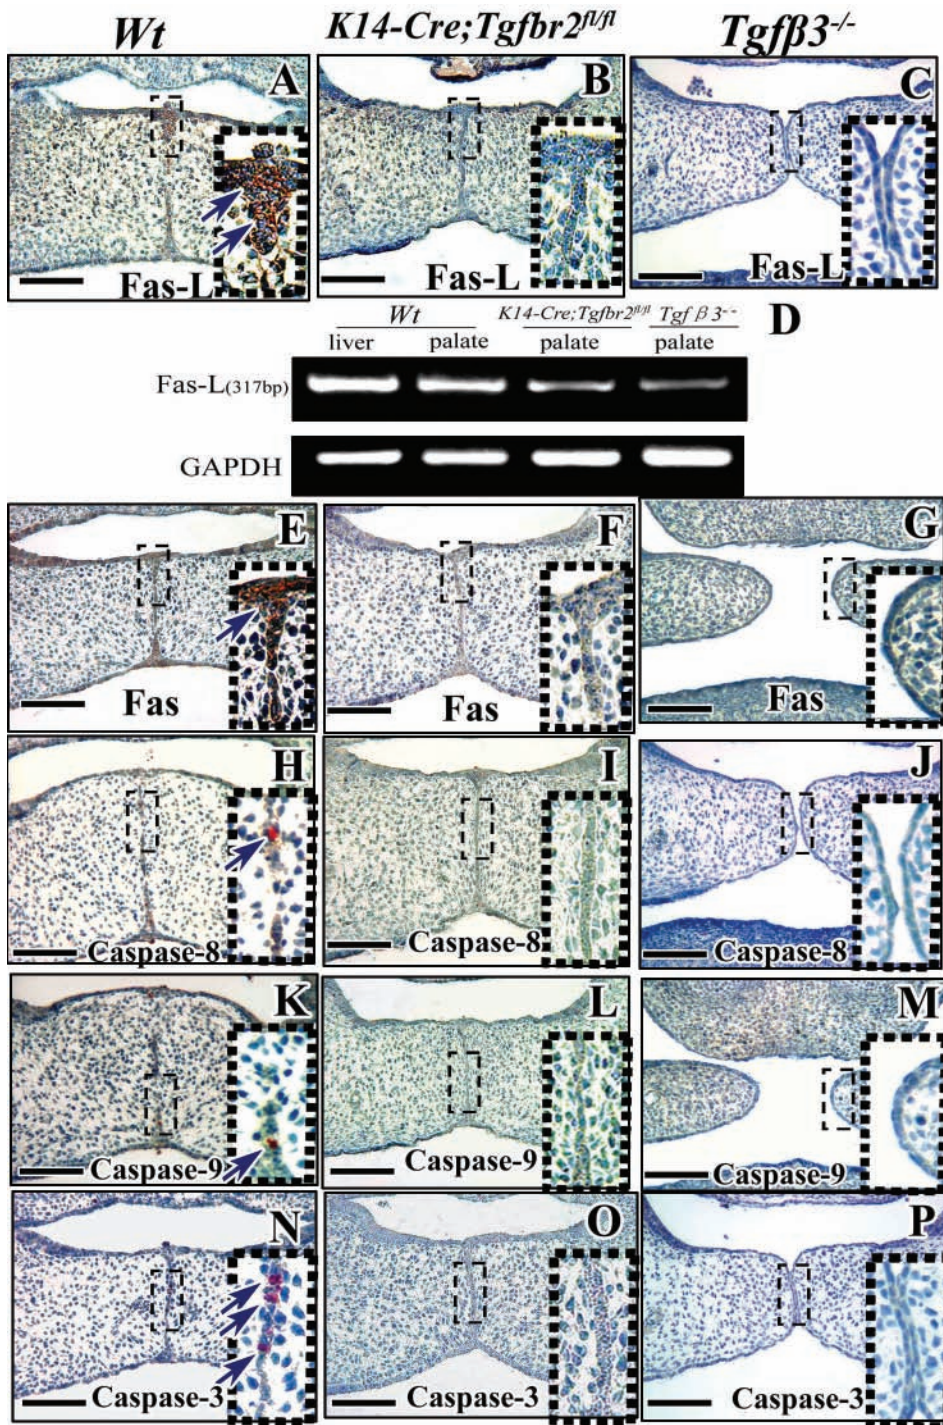 Wt K14-Cre;Tgfbr2fl/fl Tgfβ3-/-
A B C
Fas-L Fas-L Fas-L
Wt K14-Cre;Tgfbr2fl/fl Tgfβ3-- D
liver palate palate palate
Fas-L(317bp)
GAPDH
E F G
Fas Fas Fas
H I J
Caspase-8 Caspase-8 Caspase-8
K L M
Caspase-9 Caspase-9 Caspase-9
N O P
Caspase-3 Caspase-3 Caspase-3